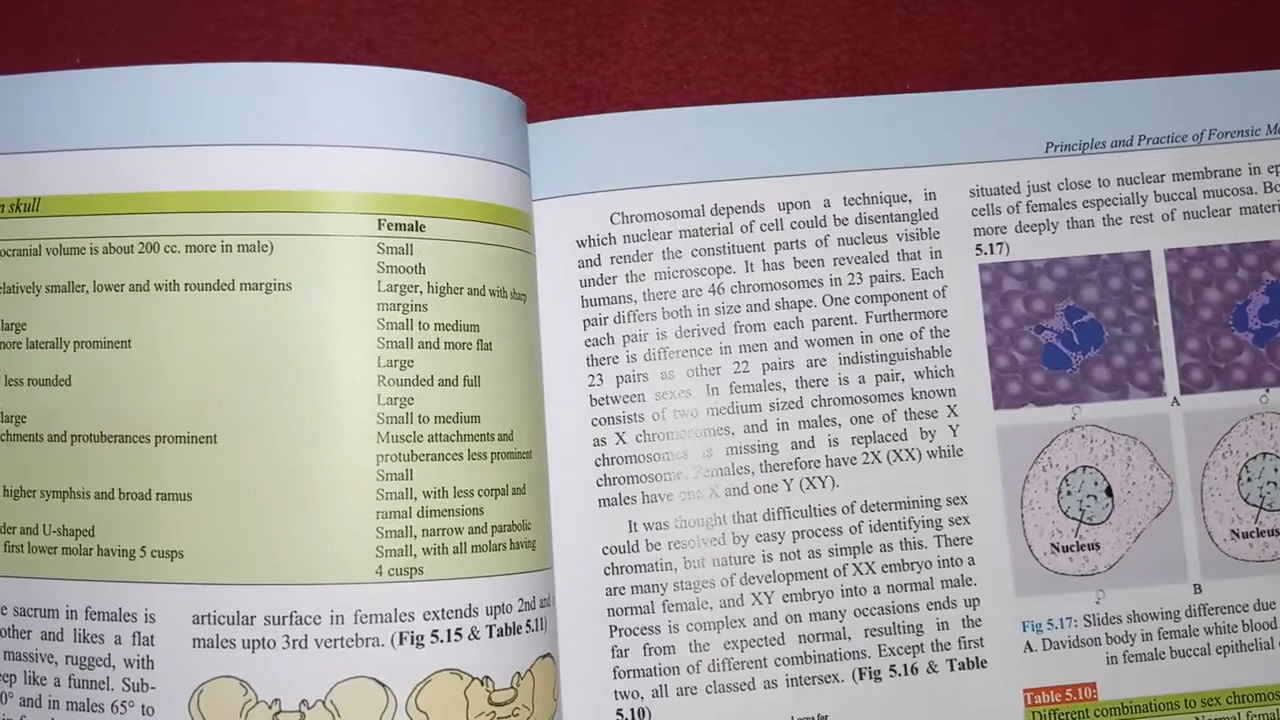 n skull
Female
ocranial volume is about 200 cc. more in male)
Small
Smooth
elatively smaller, lower and with rounded margins
Larger, higher and with sharp
margins
large
Small to medium
more laterally prominent
Small and more flat
Large
less rounded
Rounded and full
Large
large
Small to medium
chments and protuberances prominent
Muscle attachments and
protuberances less prominent
Small
higher symphsis and broad ramus
Small, with less corpal and
ramal dimensions
der and U-shaped
Small, narrow and parabolic
first lower molar having 5 cusps
Small, with all molars having
4 cusps
e sacrum in females is
other and likes a flat
massive, rugged, with
ep like a funnel. Sub-
0° and in males 65° to
articular surface in females extends upto 2nd and
males upto 3rd vertebra. (Fig 5.15 & Table 5.11)
Principles and Practice of Forensic Me
Chromosomal depends upon a technique, in
which nuclear material of cell could be disentangled
and render the constituent parts of nucleus visible
under the microscope. It has been revealed that in
humans, there are 46 chromosomes in 23 pairs. Each
pair differs both in size and shape. One component of
each pair is derived from each parent. Furthermore
there is difference in men and women in one of the
23 pairs as other 22 pairs are indistinguishable
between sexes. In females, there is a pair, which
consists of two medium sized chromosomes known
as X chromosomes, and in males, one of these X
chromosomes is missing and is replaced by Y
chromosome. Females, therefore have 2X (XX) while
males have one X and one Y (XY).
It was thought that difficulties of determining sex
could be resolved by easy process of identifying sex
chromatin, but nature is not as simple as this. There
are many stages of development of XX embryo into a
normal female, and XY embryo into a normal male.
Process is complex and on many occasions ends up
far from the expected normal, resulting in the
formation of different combinations. Except the first
two, all are classed as intersex. (Fig 5.16 & Table
5.10)
situated just close to nuclear membrane in ep
cells of females especially buccal mucosa. Bo
more deeply than the rest of nuclear materi
5.17)
♀
A
♂
Nucleus
Nucleus
♀
B
Fig 5.17: Slides showing difference due
A. Davidson body in female white blood
in female buccal epithelial
Table 5.10:
Different combinations to sex chromos